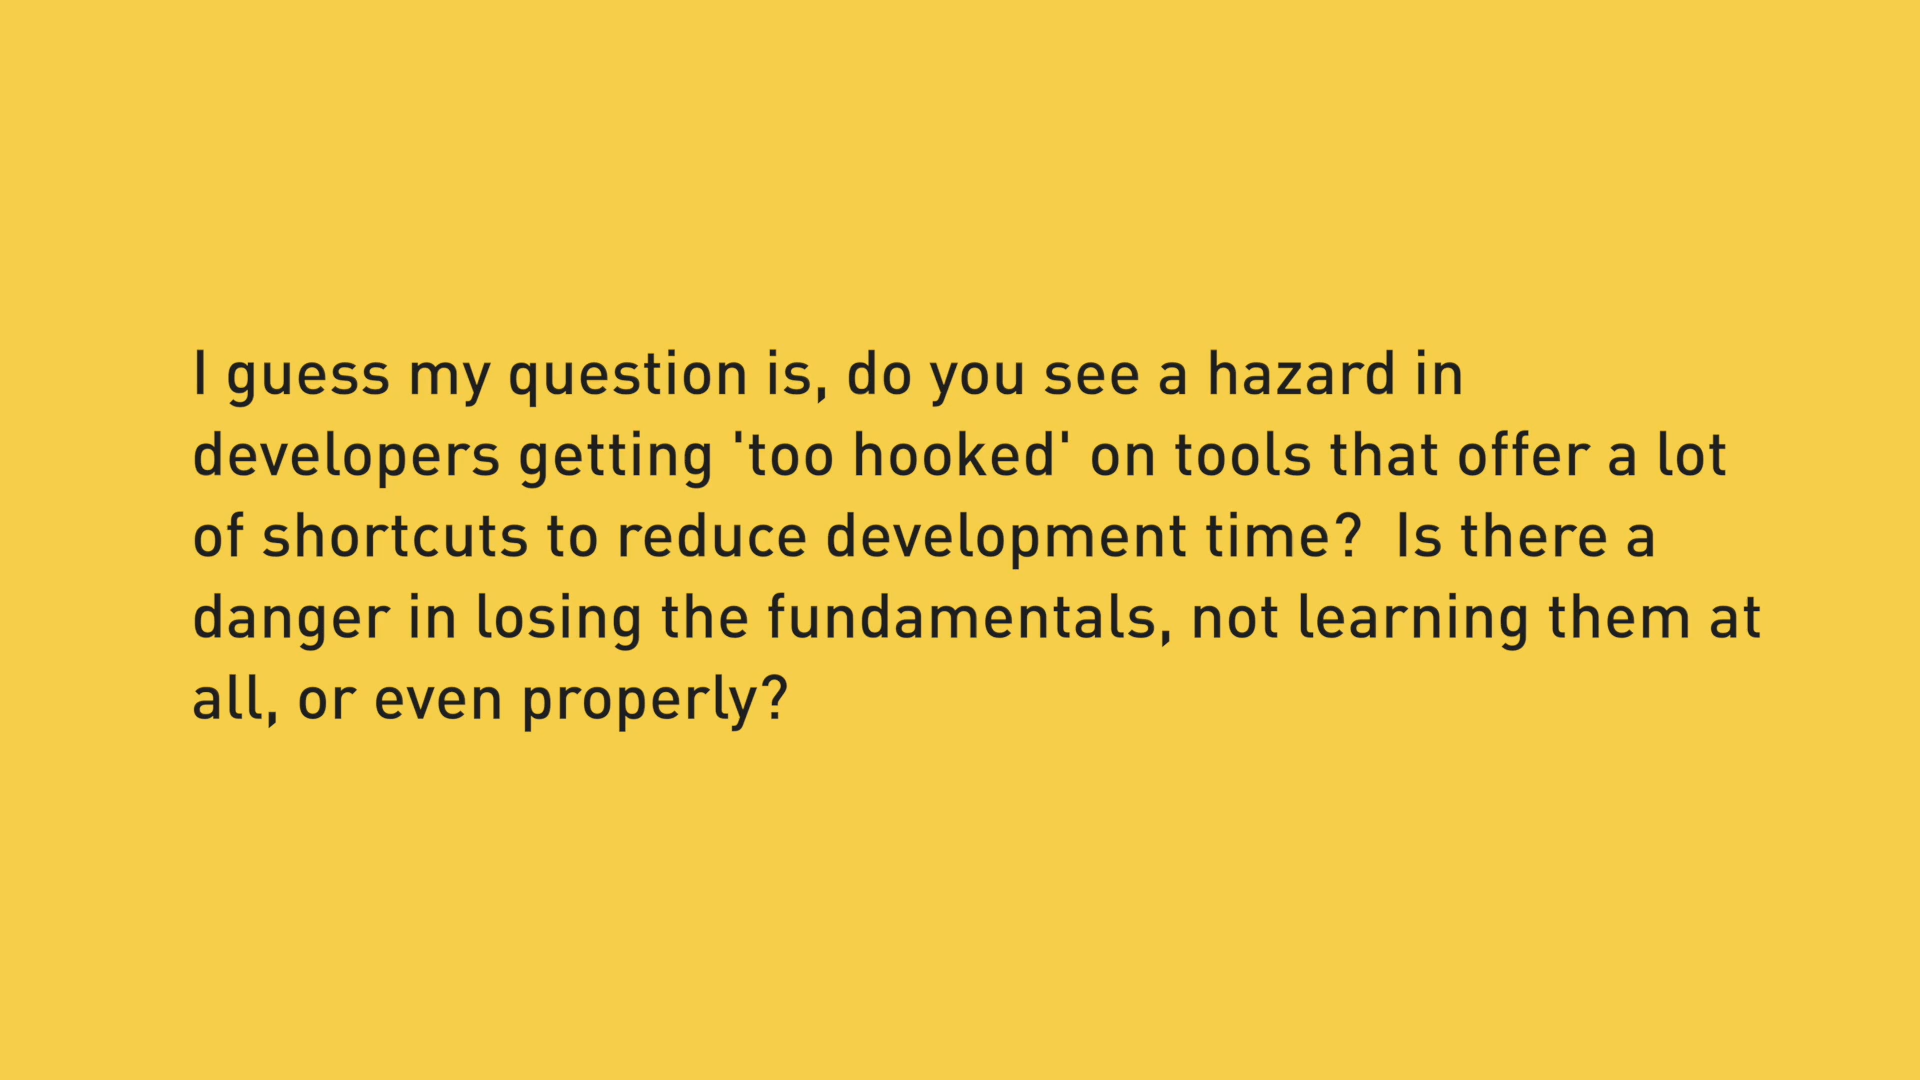 I guess my question is, do you see a hazard in
developers getting 'too hooked' on tools that offer a lot
of shortcuts to reduce development time?  Is there a
danger in losing the fundamentals, not learning them at
all, or even properly?